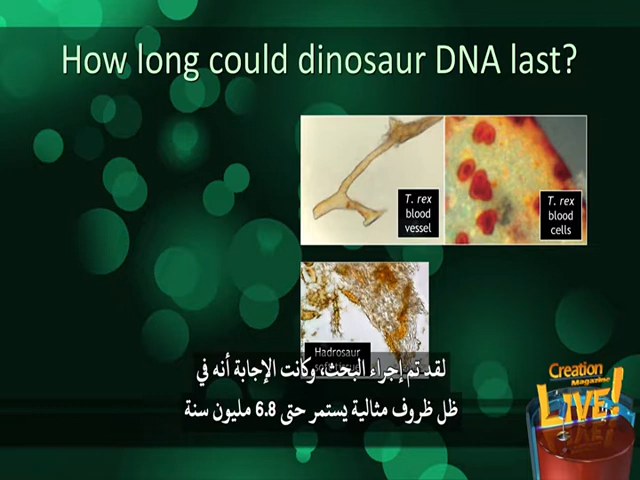 How long could dinosaur DNA last?
T. rex
blood
vessel
T. rex
blood
cells
Hadrosaur
لقد تم إجراء البحث، وكانت الإجابة أنه في
ظل ظروف مثالية يستمر حتى 6.8 مليون سنة
Creation
Magazine
LIVE!